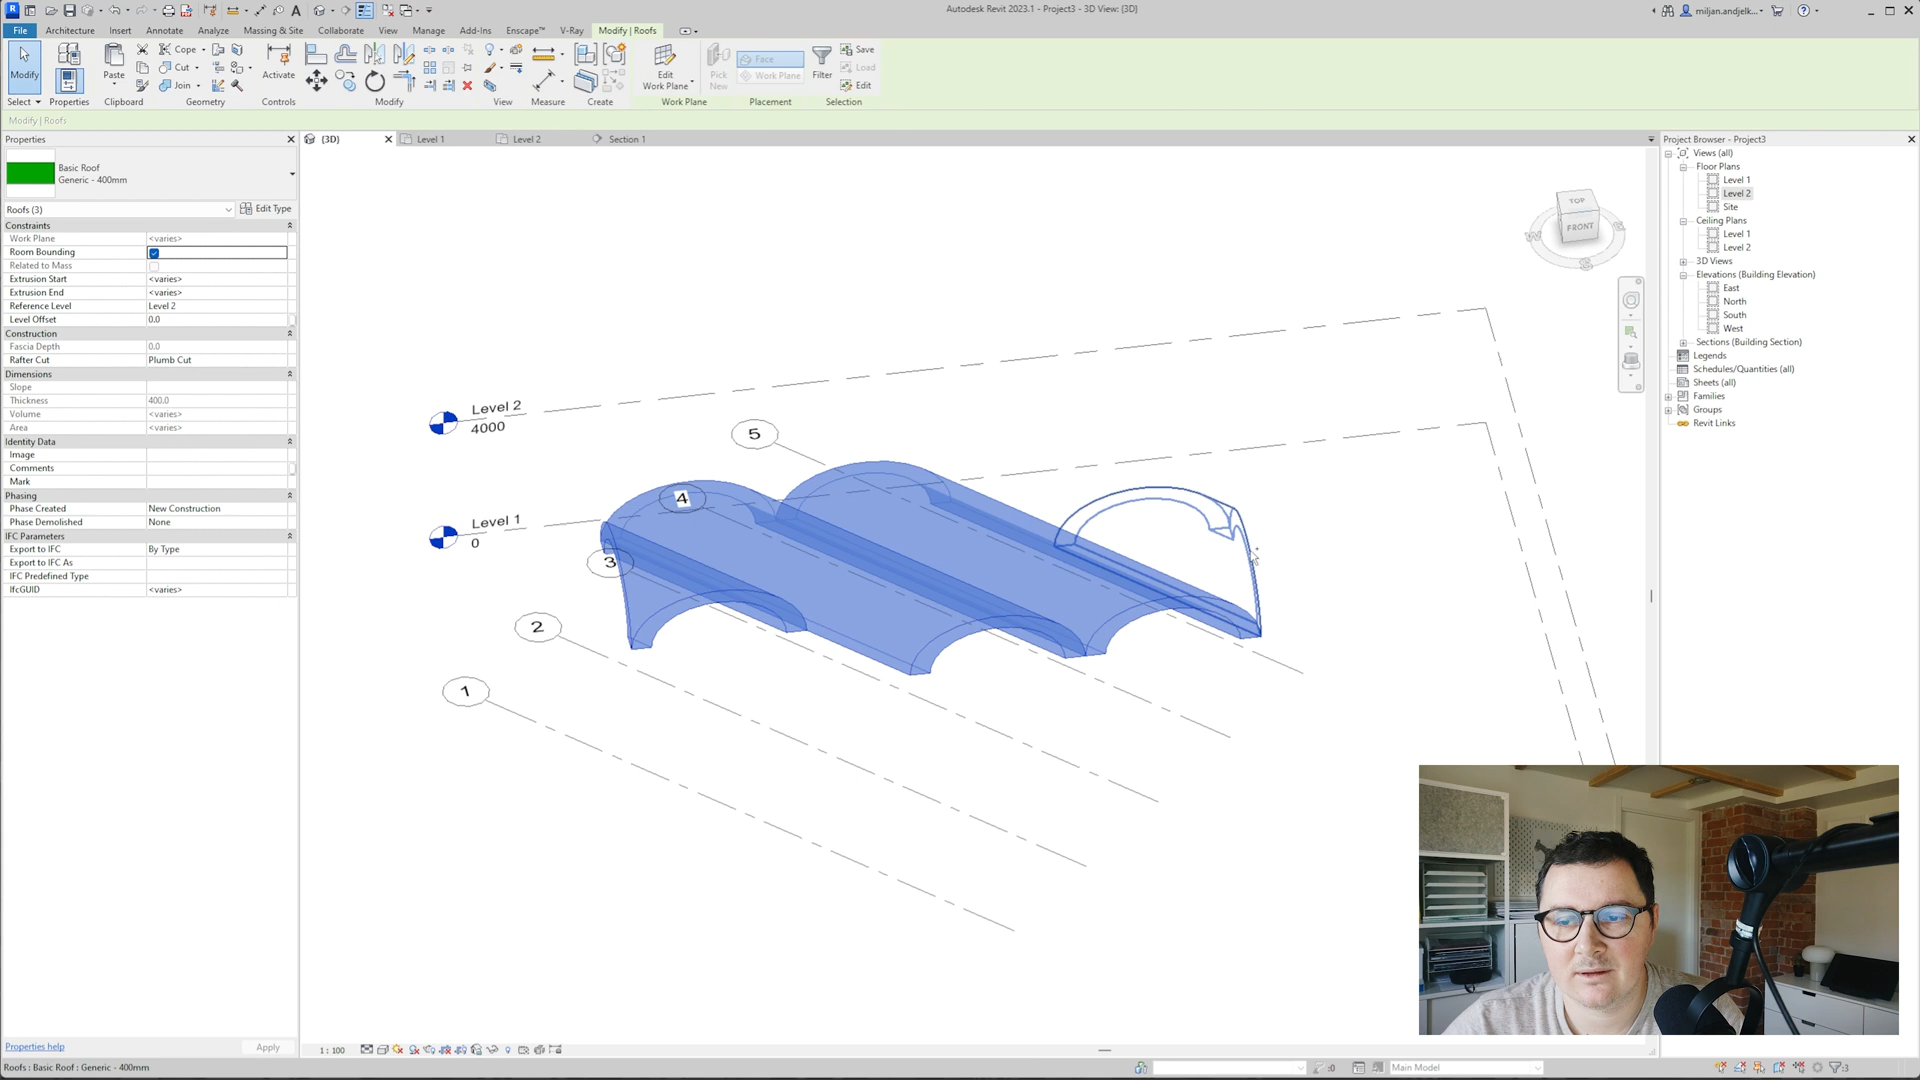 Autodesk Revit 2023.1 - Project3 - 3D View: {3D}
miljan.andjelk...
File Architecture Insert Annotate Analyze Massing & Site Collaborate View Manage Add-Ins Enscape™ V-Ray Modify | Roofs
Modify
Properties
Paste
Cope
Cut
Join
Activate
Edit
Work Plane
Pick
New
Face
Work Plane
Filter
Save
Load
Edit
Select Properties Clipboard Geometry Controls Modify View Measure Create Work Plane Placement Selection
Modify | Roofs
Properties
Basic Roof
Generic - 400mm
Roofs (3)
Edit Type
Constraints
Work Plane <varies>
Room Bounding
Related to Mass
Extrusion Start <varies>
Extrusion End <varies>
Reference Level Level 2
Level Offset 0.0
Construction
Fascia Depth 0.0
Rafter Cut Plumb Cut
Dimensions
Slope
Thickness 400.0
Volume <varies>
Area <varies>
Identity Data
Image
Comments
Mark
Phasing
Phase Created New Construction
Phase Demolished None
IFC Parameters
Export to IFC By Type
Export to IFC As
IFC Predefined Type
IfcGUID <varies>
Properties help
Apply
{3D} Level 1 Level 2 Section 1
TOP
FRONT
W
S
E
Level 2
4000
Level 1
0
5
4
3
2
1
1 : 100
Project Browser - Project3
Views (all)
Floor Plans
Level 1
Level 2
Site
Ceiling Plans
Level 1
Level 2
3D Views
Elevations (Building Elevation)
East
North
South
West
Sections (Building Section)
Legends
Schedules/Quantities (all)
Sheets (all)
Families
Groups
Revit Links
Roofs : Basic Roof : Generic - 400mm
:0
Main Model
:3